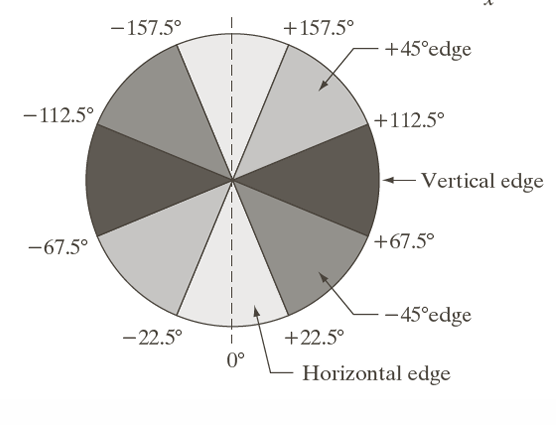 x
−157.5°
+157.5°
+45°edge
−112.5°
+112.5°
Vertical edge
−67.5°
+67.5°
−45°edge
−22.5°
+22.5°
0°
Horizontal edge